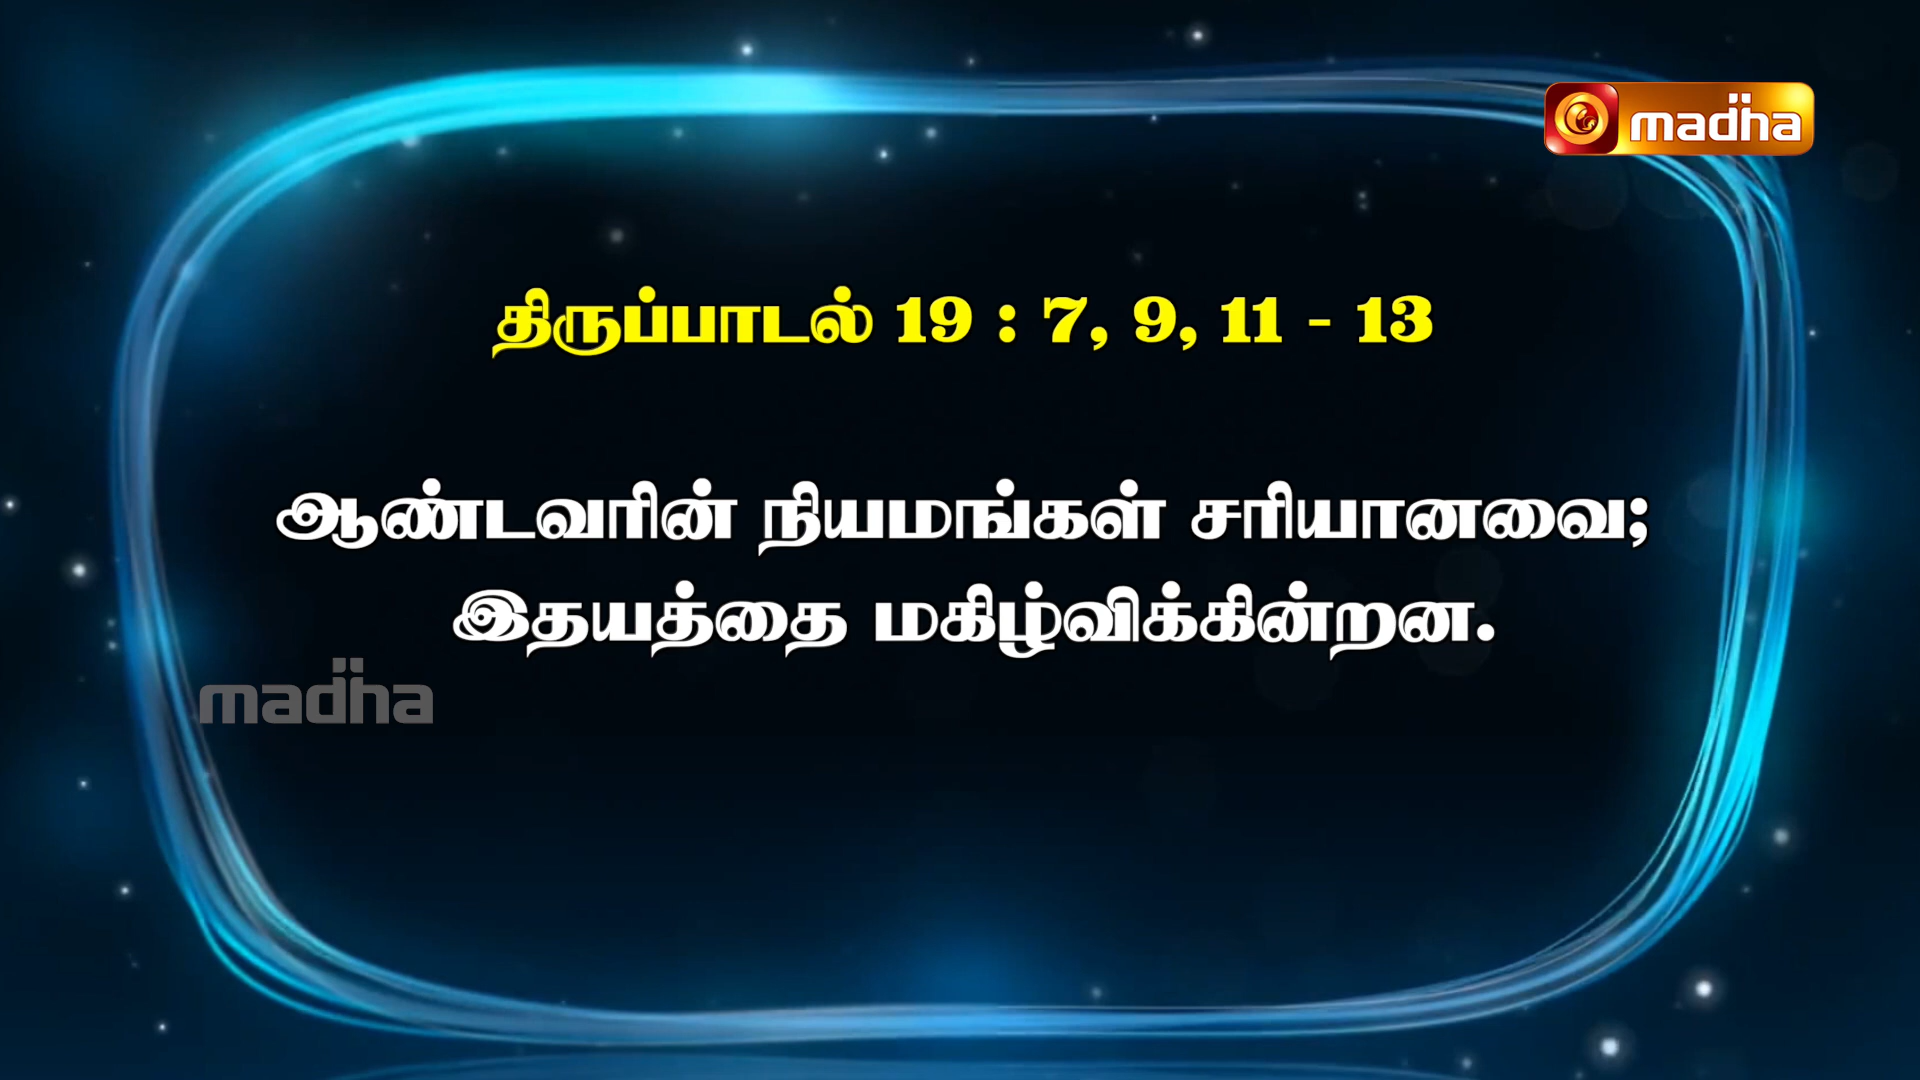 madha
திருப்பாடல் 19 : 7, 9, 11 - 13
ஆண்டவரின் நியமங்கள் சரியானவை;
இதயத்தை மகிழ்விக்கின்றன.
madha